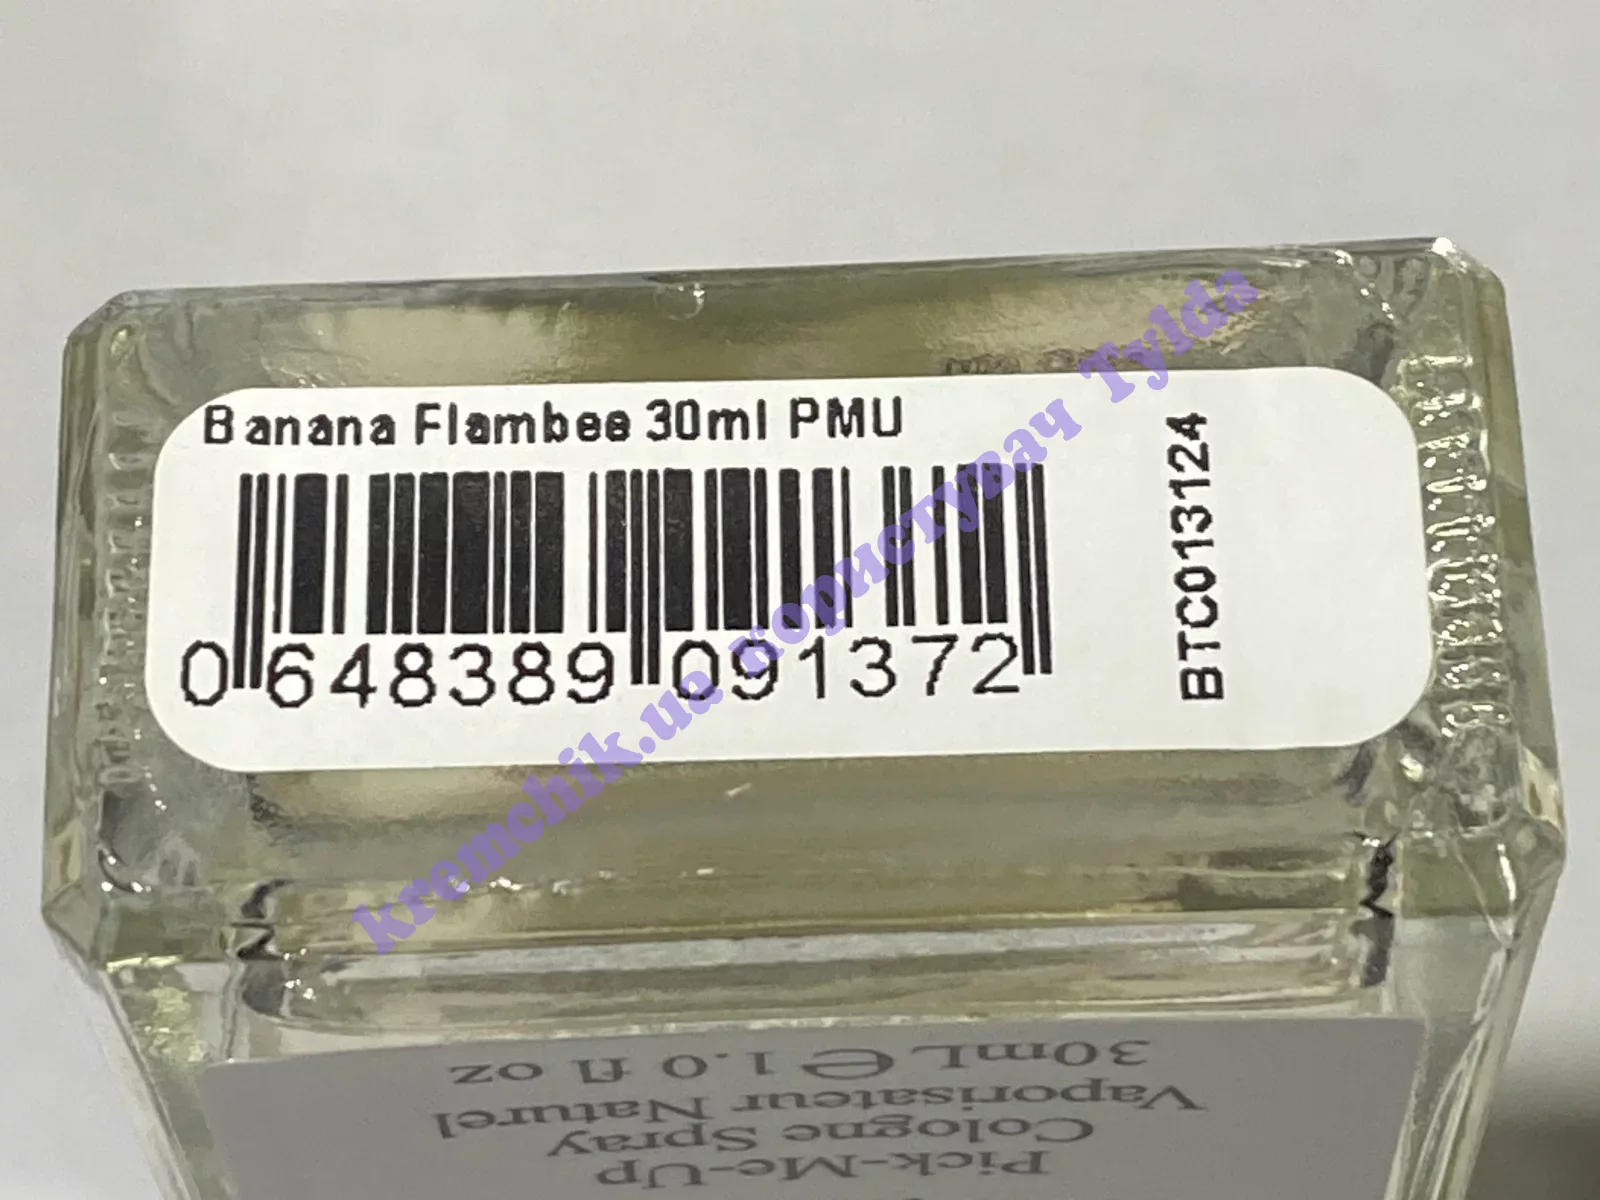 Banana Flambee 30ml PMU
0 648389 091372
BTC013124
kremchik.ua користувач Tylda
Pick-Me-Up
Cologne Spray
Vaporisateur Naturel
30mL ℮ 1.0 fl oz